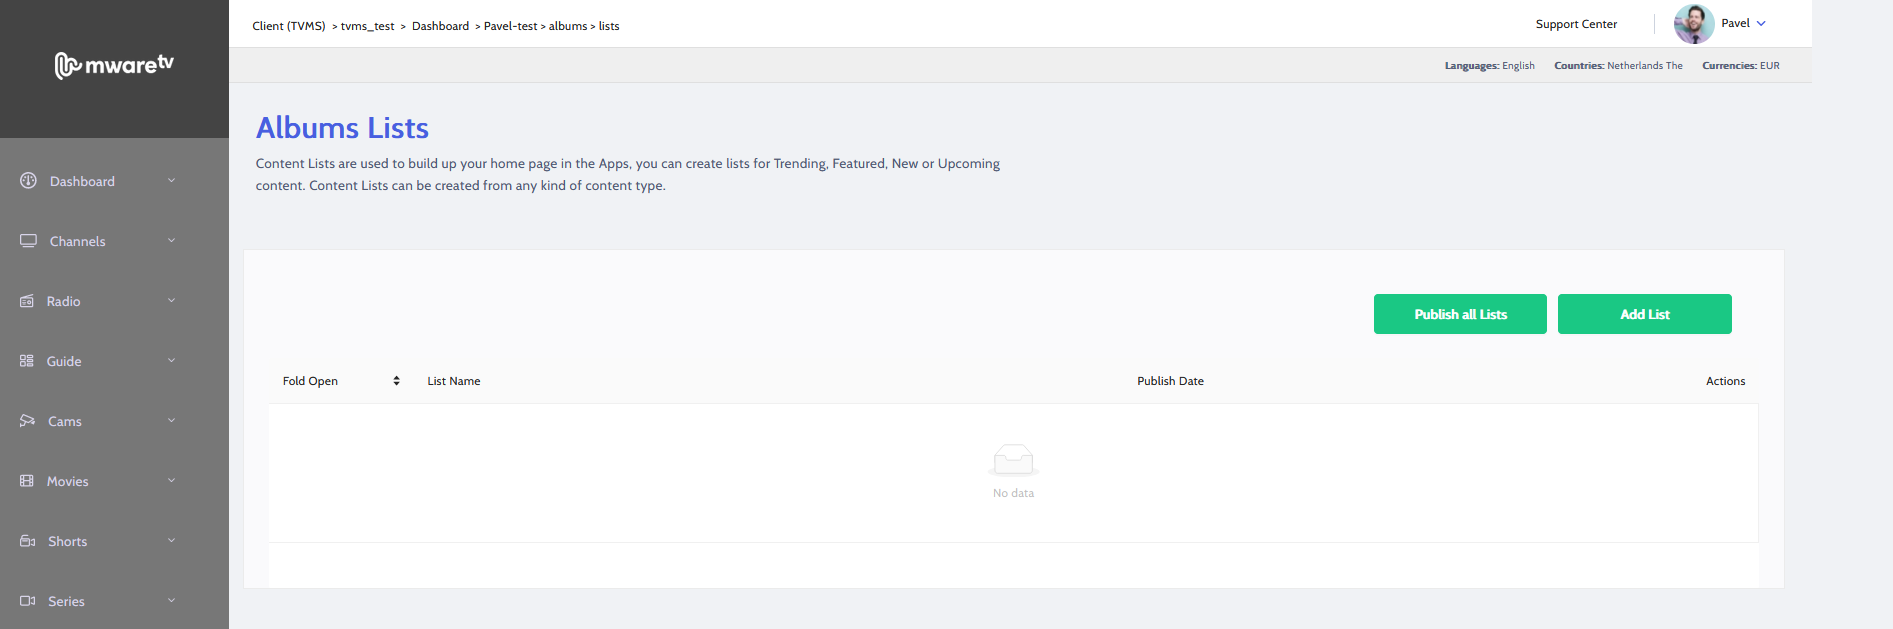 mwaretv
Client (TVMS) > tvms_test > Dashboard > Pavel-test > albums > lists
Support Center
Pavel
Languages: English Countries: Netherlands The Currencies: EUR
Albums Lists
Content Lists are used to build up your home page in the Apps, you can create lists for Trending, Featured, New or Upcoming
content. Content Lists can be created from any kind of content type.
Dashboard
Channels
Radio
Guide
Cams
Movies
Shorts
Series
Publish all Lists
Add List
Fold Open List Name Publish Date Actions
No data